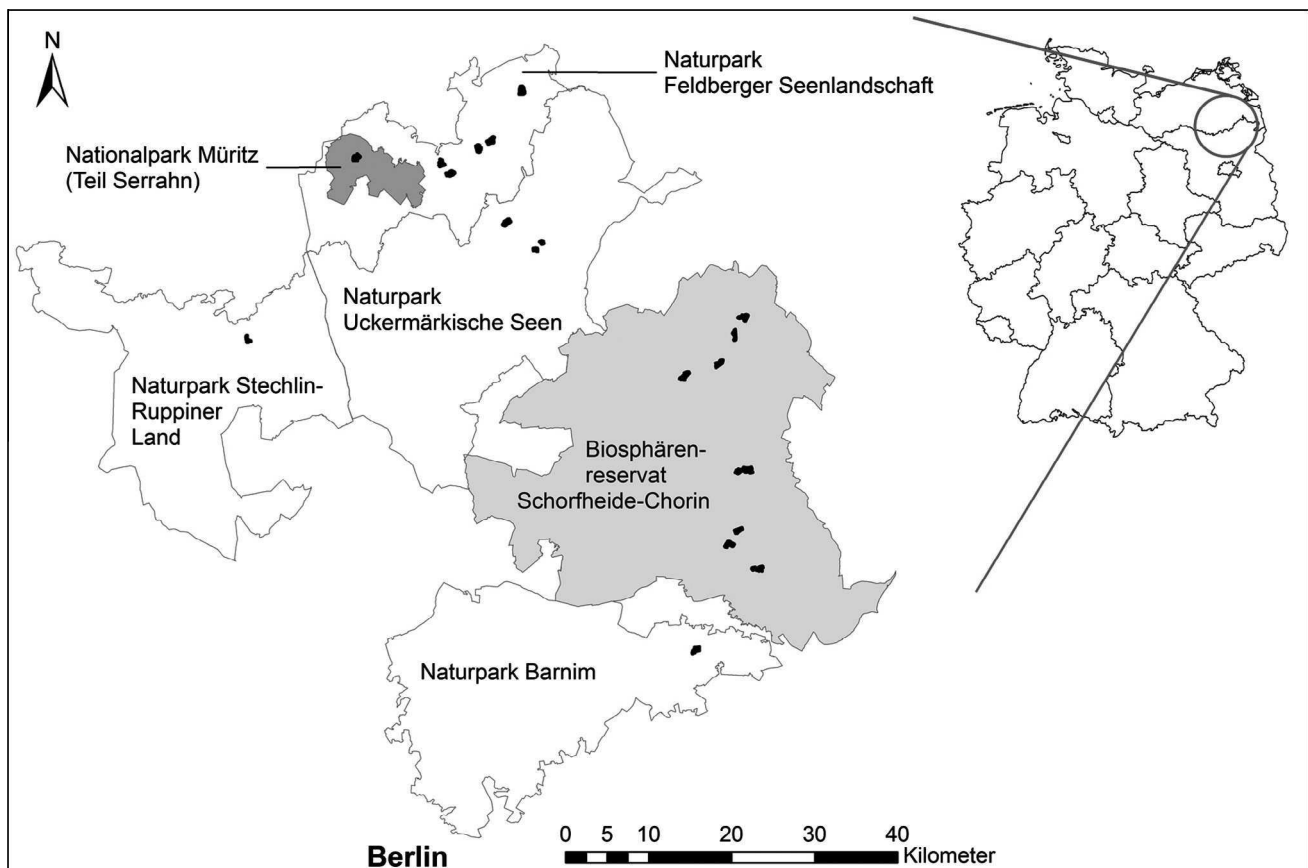 N
Naturpark
Feldberger Seenlandschaft
Nationalpark Müritz
(Teil Serrahn)
Naturpark
Uckermärkische Seen
Naturpark Stechlin-
Ruppiner
Land
Biosphären-
reservat
Schorfheide-Chorin
Naturpark Barnim
Berlin
0 5 10 20 30 40
Kilometer